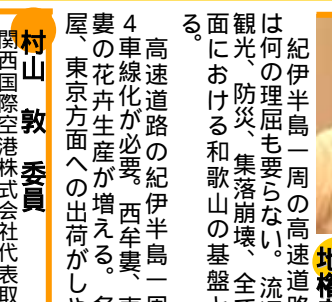 地権
紀伊半島一周の高速道路
は何の理屈も要らない。流
観光、防災、集落崩壊、全て
面における和歌山の基盤と
る。
高速道路の紀伊半島一周
4車線化が必要。西牟婁、東
婁の花卉生産が増える。名
屋、東京方面への出荷がしや
村山 敦 委員
関西国際空港株式会社代表取